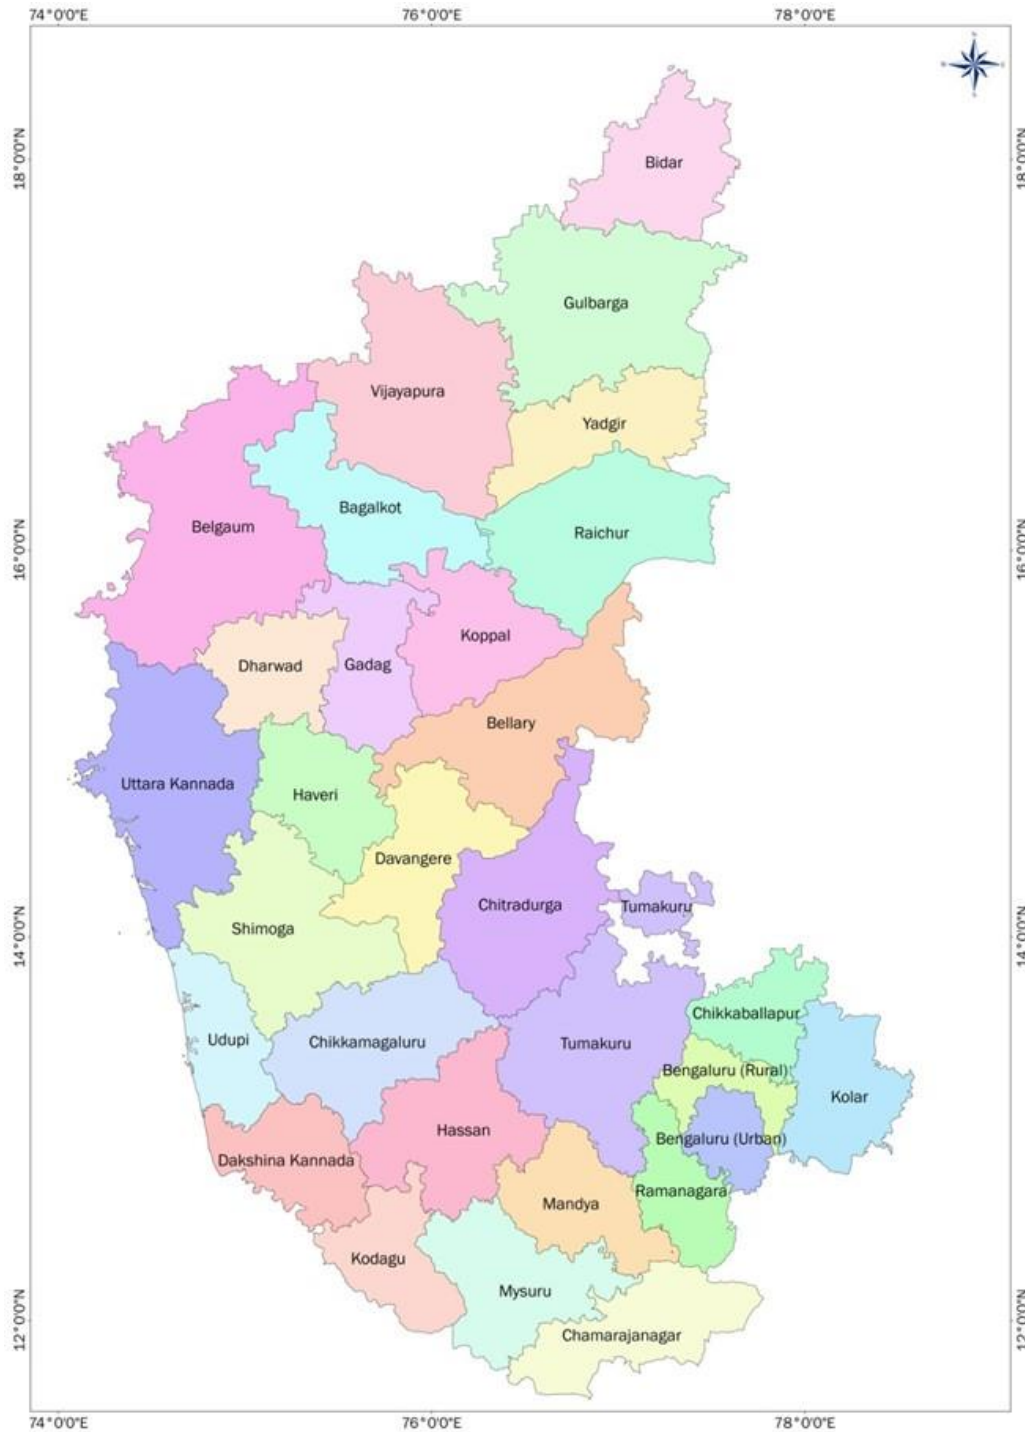 74°0'0"E
76°0'0"E
78°0'0"E
18°0'0"N
18°0'0"N
Bidar
Gulbarga
Vijayapura
Yadgir
Bagalkot
Belgaum
Raichur
16°0'0"N
16°0'0"N
Koppal
Dharwad
Gadag
Bellary
Uttara Kannada
Haveri
Davangere
Chitradurga
Tumakuru
Shimoga
14°0'0"N
14°0'0"N
Chikkaballapur
Udupi
Chikkamagaluru
Tumakuru
Bengaluru (Rural)
Kolar
Hassan
Bengaluru (Urban)
Dakshina Kannada
Ramanagara
Mandya
Kodagu
Mysuru
12°0'0"N
12°0'0"N
Chamarajanagar
74°0'0"E
76°0'0"E
78°0'0"E